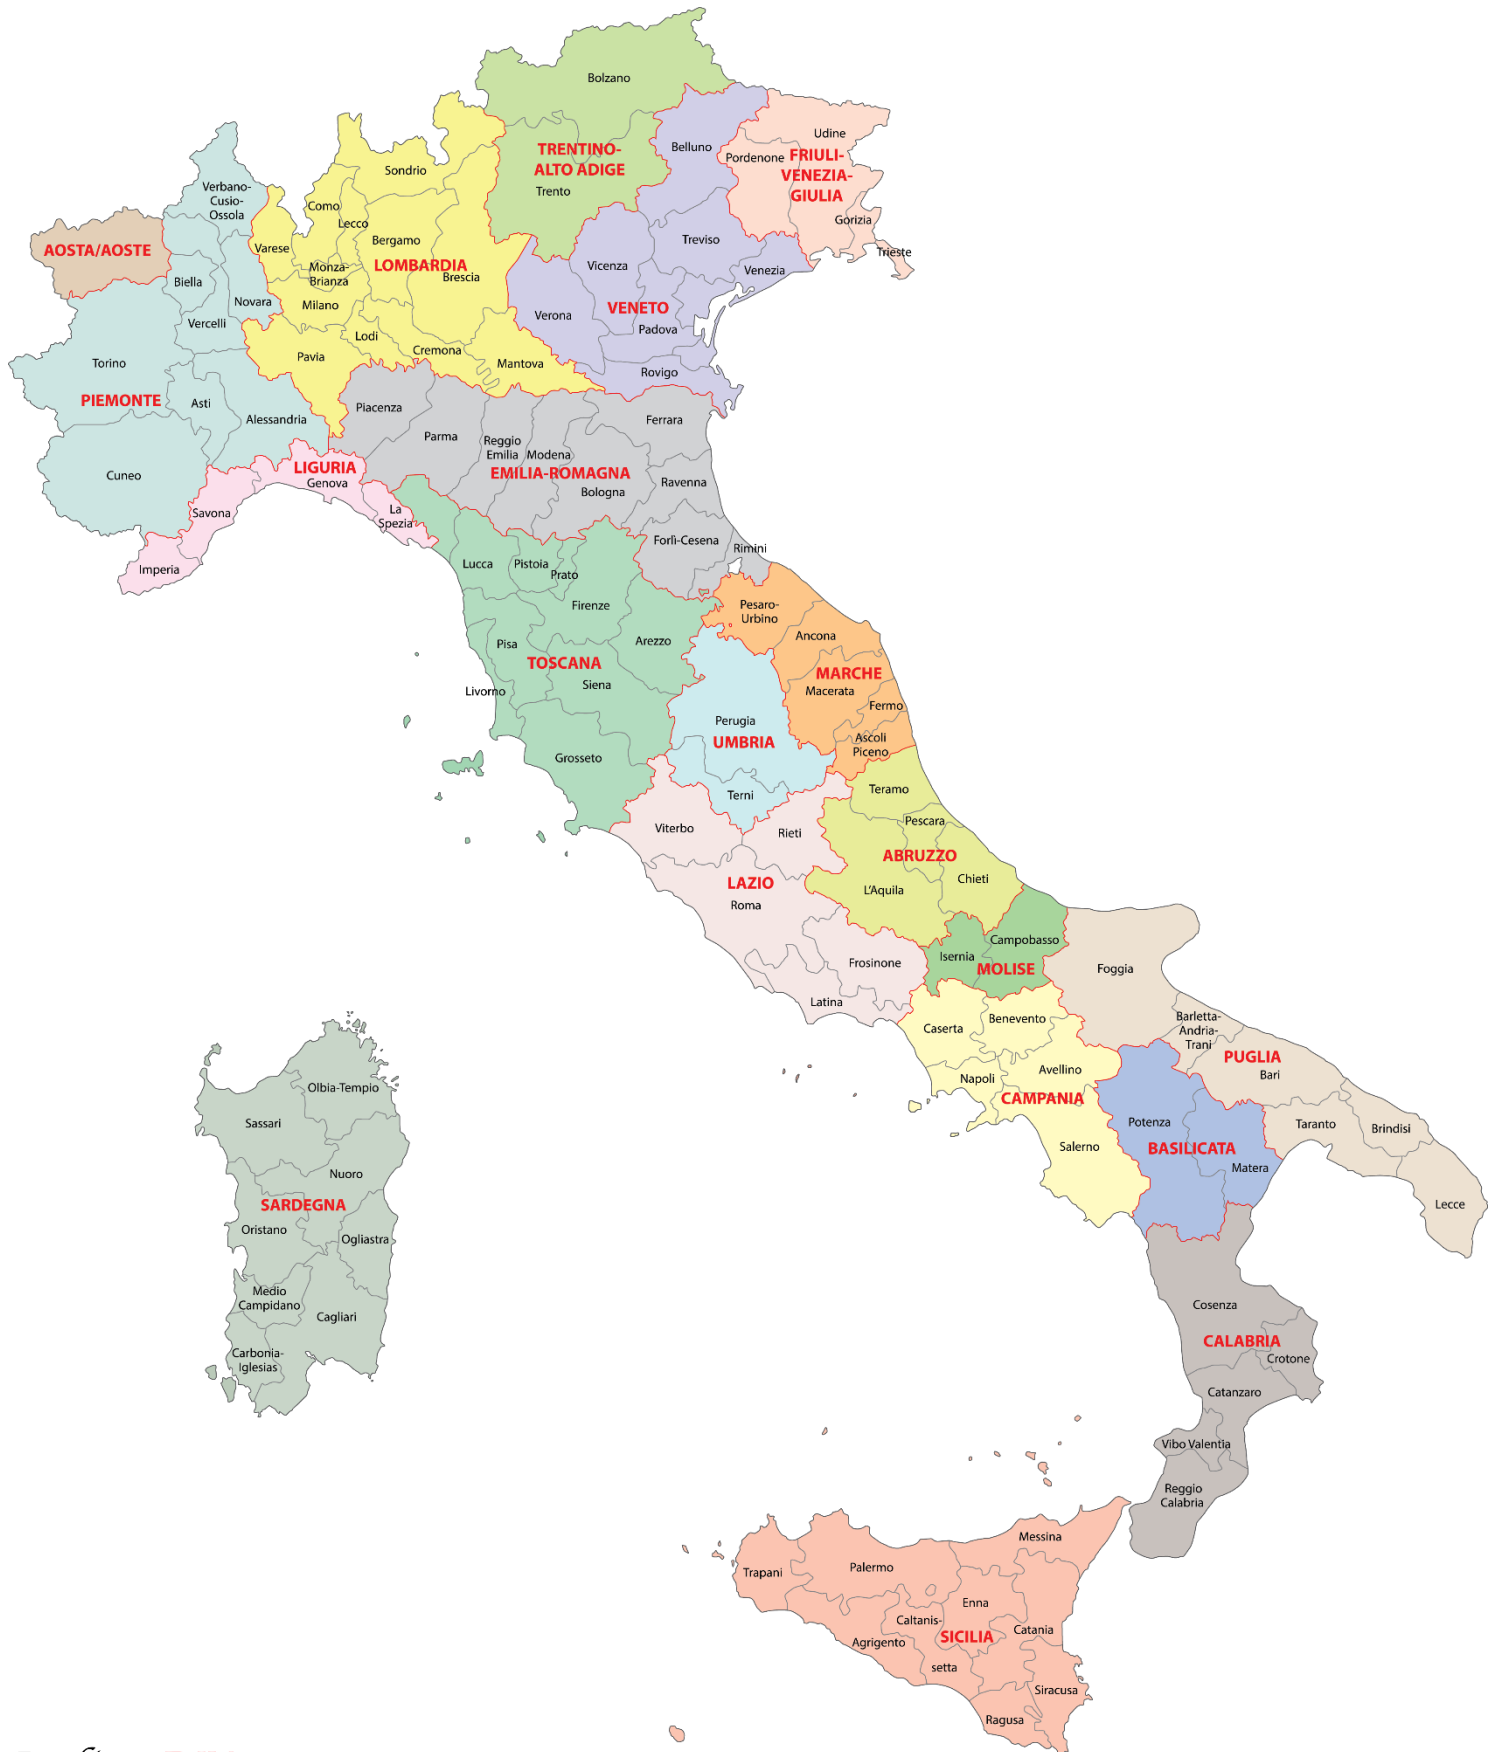 Bolzano
TRENTINO-
ALTO ADIGE
Trento
Belluno
Udine
Pordenone
FRIULI-
VENEZIA-
GIULIA
Gorizia
Trieste
Sondrio
Como
Lecco
Varese
Bergamo
LOMBARDIA
Monza-
Brianza
Brescia
Milano
Lodi
Pavia
Cremona
Mantova
Verbano-
Cusio-
Ossola
AOSTA/AOSTE
Biella
Novara
Vercelli
Torino
PIEMONTE
Asti
Alessandria
Cuneo
Treviso
Vicenza
Venezia
VENETO
Verona
Padova
Rovigo
LIGURIA
Genova
Savona
La
Spezia
Imperia
Piacenza
Parma
Reggio
Emilia
Modena
EMILIA-ROMAGNA
Bologna
Ferrara
Ravenna
Forlì-Cesena
Rimini
Lucca
Pistoia
Prato
Firenze
Pisa
Arezzo
TOSCANA
Siena
Livorno
Grosseto
Pesaro-
Urbino
Ancona
MARCHE
Macerata
Fermo
Ascoli
Piceno
Perugia
UMBRIA
Terni
Viterbo
Rieti
LAZIO
Roma
Frosinone
Latina
Teramo
Pescara
ABRUZZO
Chieti
L'Aquila
Campobasso
Isernia
MOLISE
Foggia
Barletta-
Andria-
Trani
PUGLIA
Bari
Taranto
Brindisi
Lecce
Caserta
Benevento
Avellino
Napoli
CAMPANIA
Salerno
Potenza
BASILICATA
Matera
Olbia-Tempio
Sassari
Nuoro
SARDEGNA
Oristano
Ogliastra
Medio
Campidano
Cagliari
Carbonia-
Iglesias
Cosenza
CALABRIA
Crotone
Catanzaro
Vibo Valentia
Reggio
Calabria
Messina
Trapani
Palermo
Enna
Caltanis-
setta
Catania
SICILIA
Agrigento
Siracusa
Ragusa